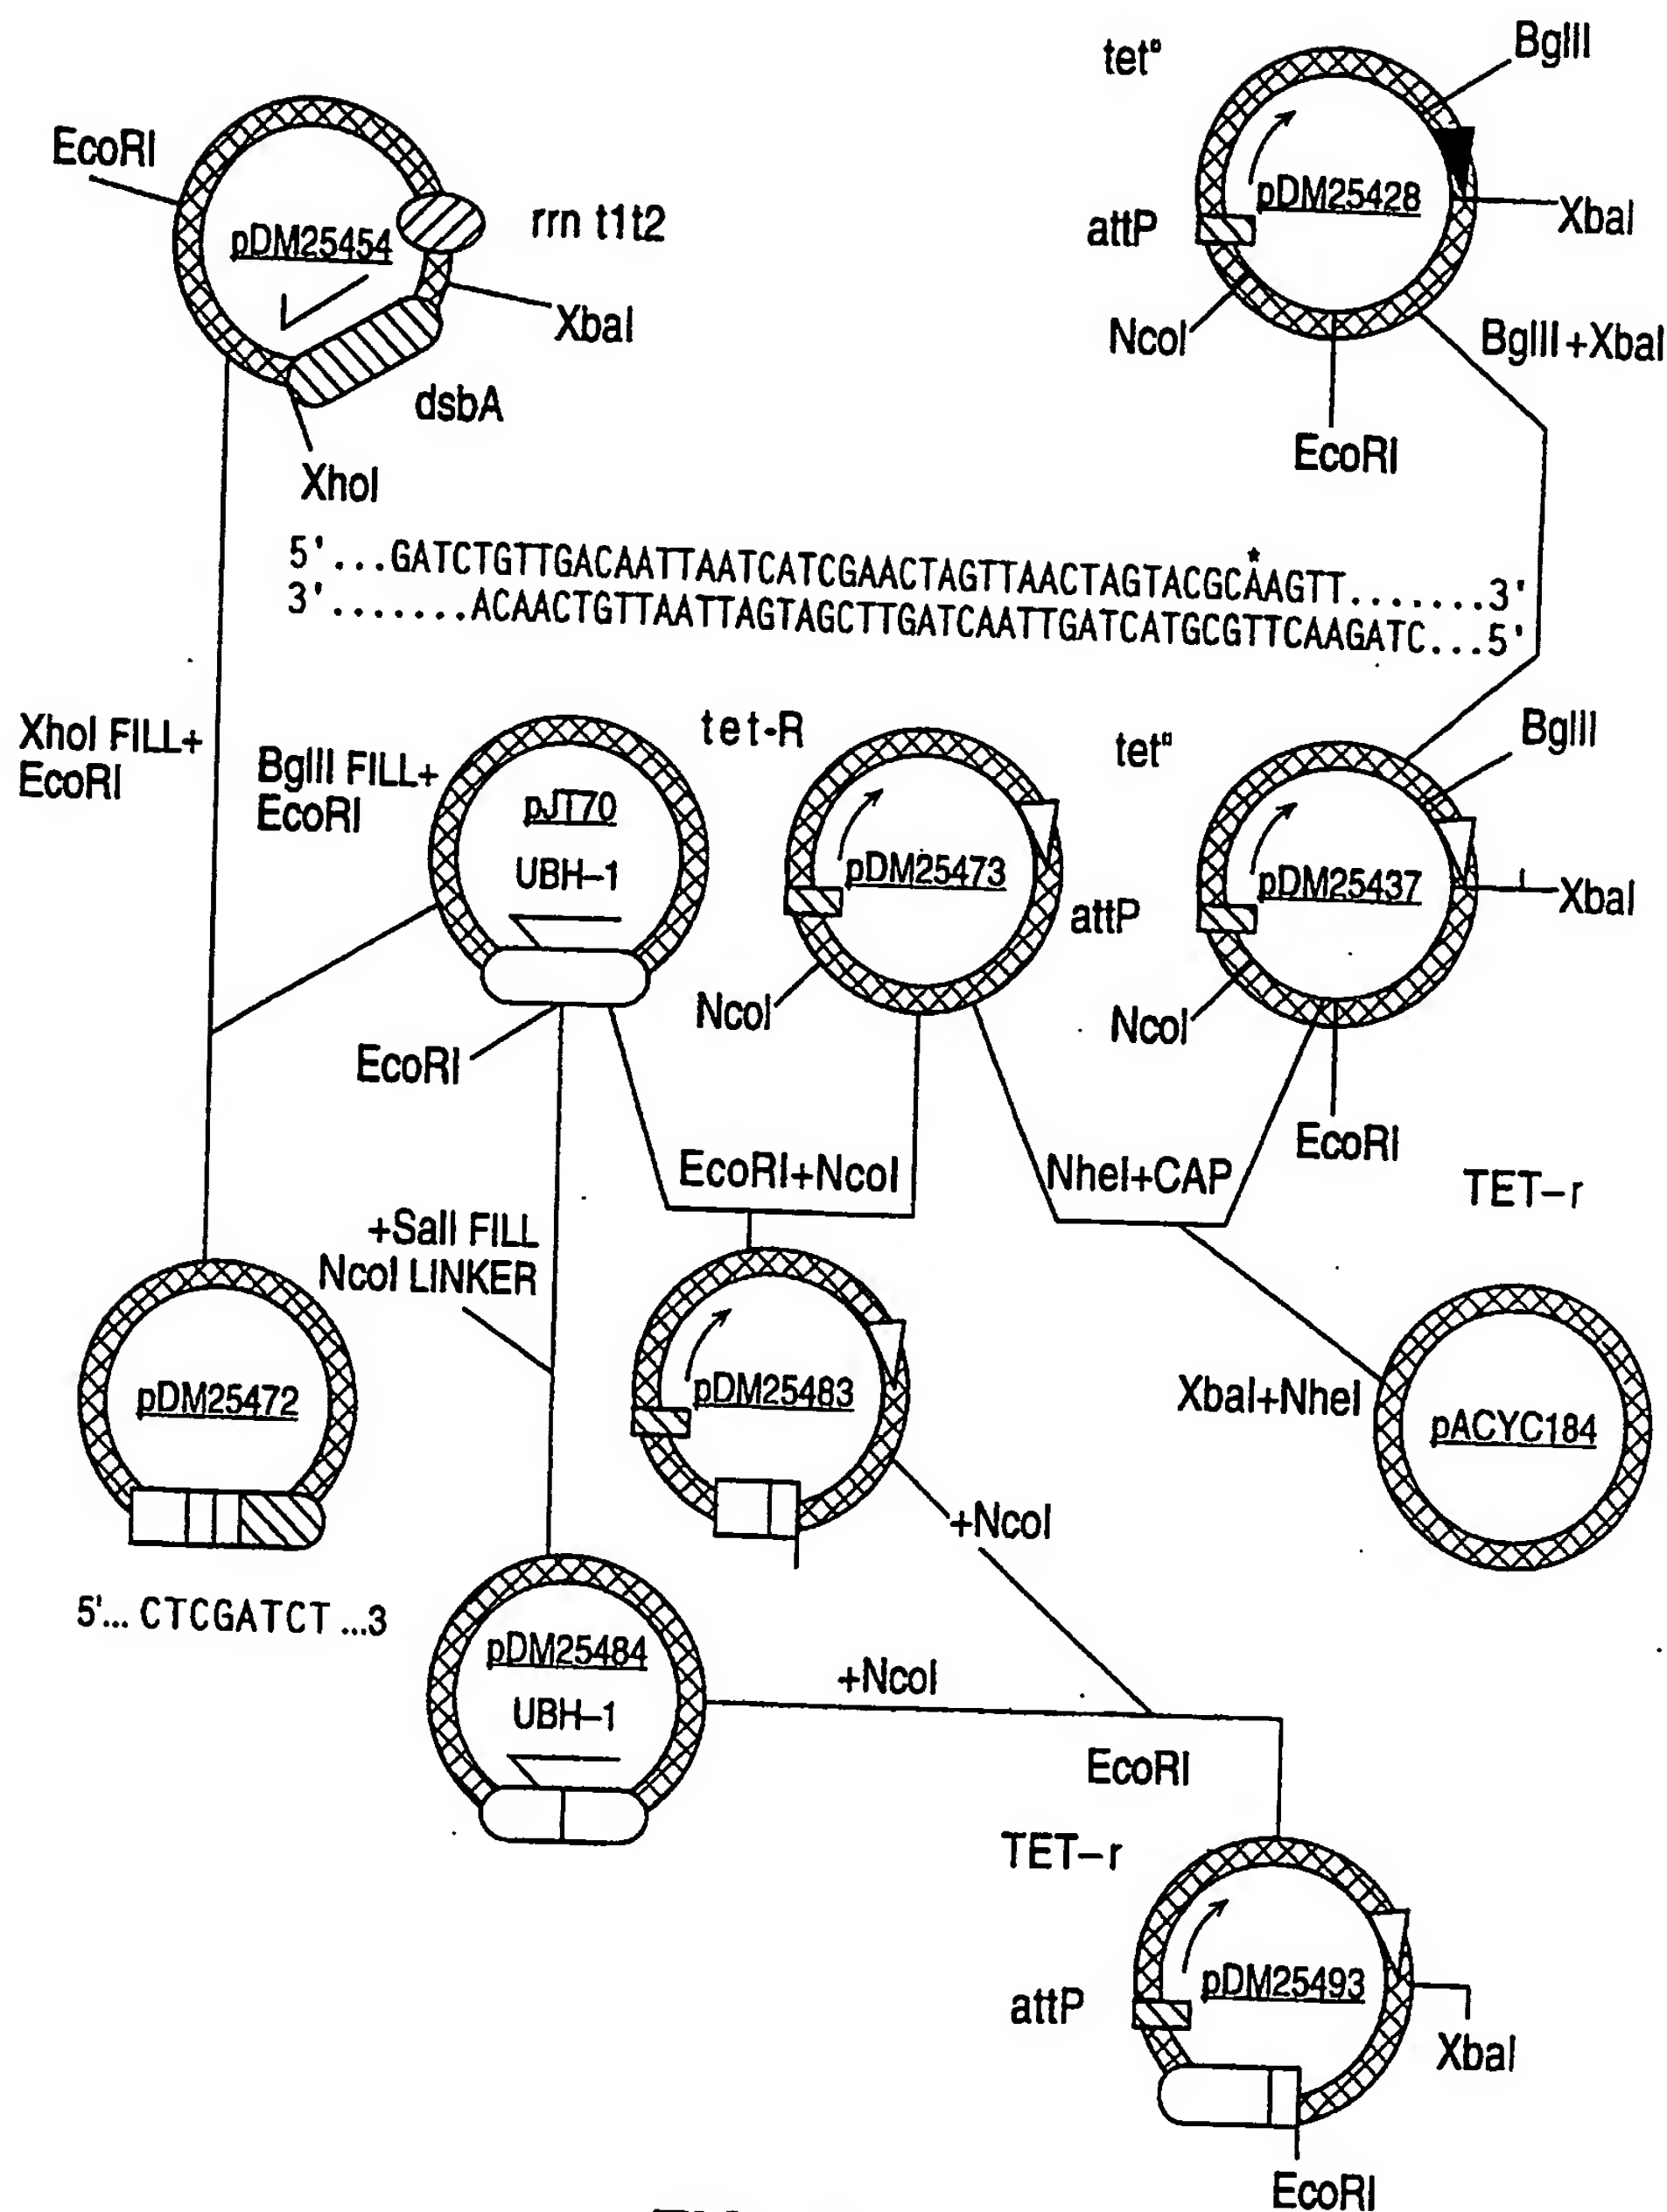 tet°
BglII
EcoRI
pDM25454
rrn t1t2
XbaI
dsbA
XhoI
attP
pDM25428
XbaI
NcoI
BglII+XbaI
EcoRI
5'...GATCTGTTGACAATTAATCATCGAACTAGTTAACTAGTACGCAAGTT.......3'
*
3'.......ACAACTGTTAATTAGTAGCTTGATCAATTGATCATGCGTTCAAGATC...5'
XhoI FILL+
EcoRI
BglII FILL+
EcoRI
pJT70
UBH-1
EcoRI
tet-R
pDM25473
NcoI
attP
tet°
BglII
pDM25437
XbaI
NcoI
EcoRI
EcoRI+NcoI
NheI+CAP
TET-r
+SalI FILL
NcoI LINKER
pDM25472
5'... CTCGATCT ...3
pDM25483
+NcoI
XbaI+NheI
pACYC184
pDM25484
UBH-1
+NcoI
EcoRI
TET-r
attP
pDM25493
XbaI
EcoRI